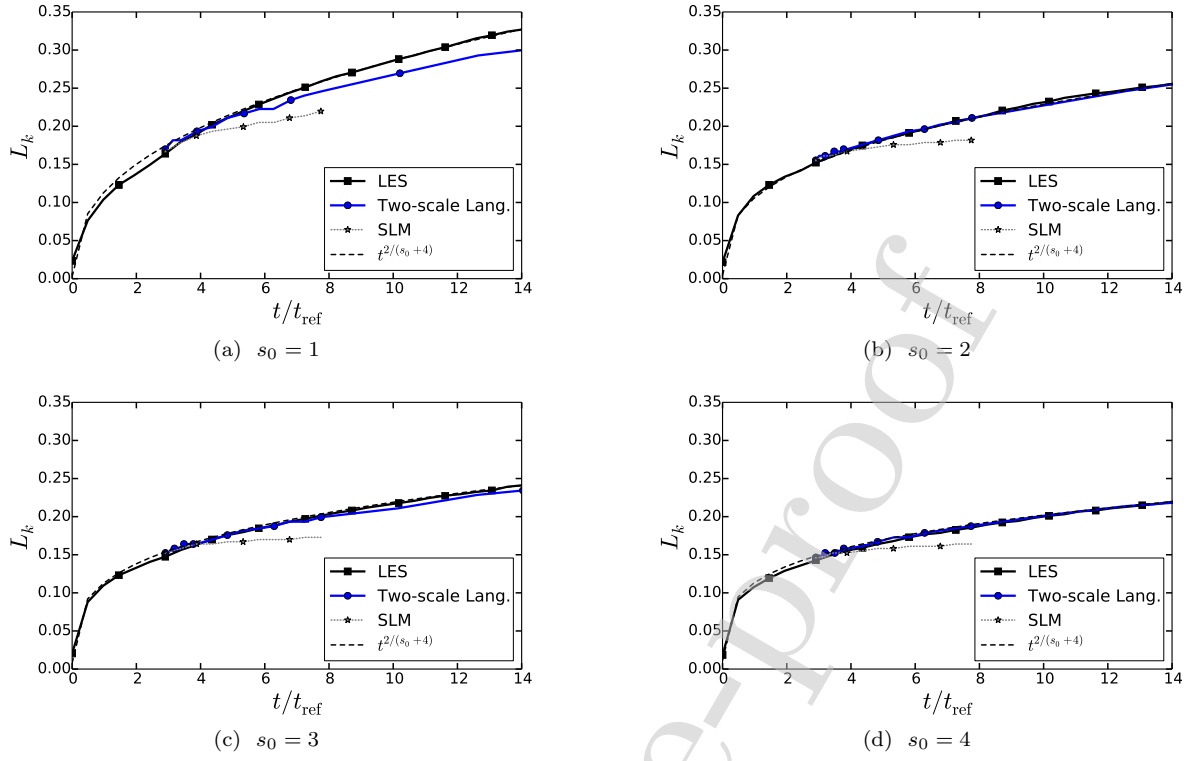 0.35
0.30
0.25
0.20
0.15
0.10
0.05
0.00
L_k
0 2 4 6 8 10 12 14
t/t_ref
LES
Two-scale Lang.
SLM
t^{2/(s_0+4)}
(a) s_0 = 1
0.35
0.30
0.25
0.20
0.15
0.10
0.05
0.00
L_k
0 2 4 6 8 10 12 14
t/t_ref
LES
Two-scale Lang.
SLM
t^{2/(s_0+4)}
(b) s_0 = 2
0.35
0.30
0.25
0.20
0.15
0.10
0.05
0.00
L_k
0 2 4 6 8 10 12 14
t/t_ref
LES
Two-scale Lang.
SLM
t^{2/(s_0+4)}
(c) s_0 = 3
0.35
0.30
0.25
0.20
0.15
0.10
0.05
0.00
L_k
0 2 4 6 8 10 12 14
t/t_ref
LES
Two-scale Lang.
SLM
t^{2/(s_0+4)}
(d) s_0 = 4
e-proof